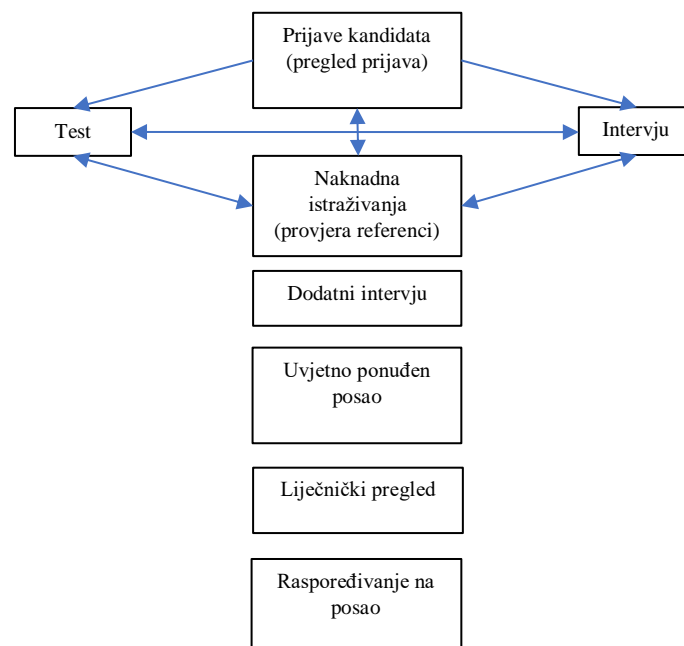 Prijave kandidata
(pregled prijava)
Test
Intervju
Naknadna
istraživanja
(provjera referenci)
Dodatni intervju
Uvjetno ponuđen
posao
Liječnički pregled
Raspoređivanje na
posao